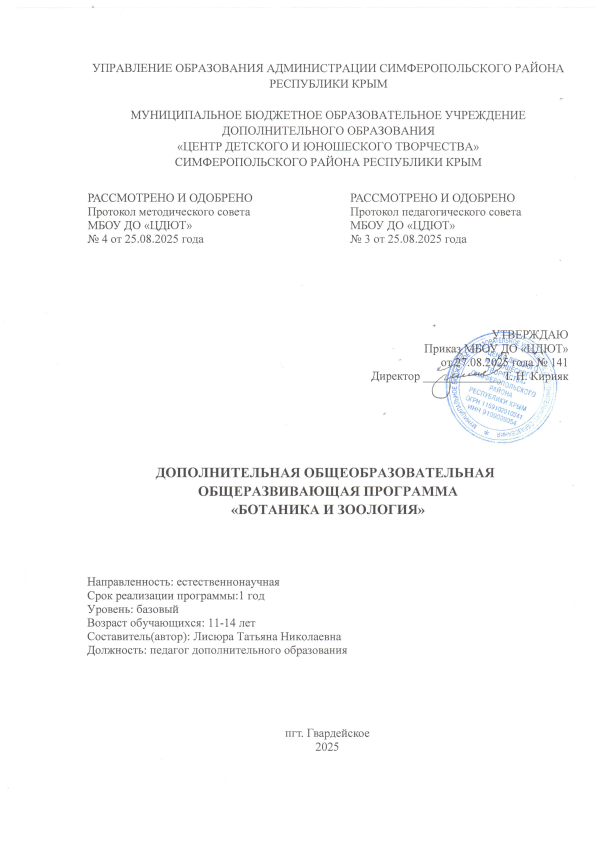 УПРАВЛЕНИЕ ОБРАЗОВАНИЯ АДМИНИСТРАЦИИ СИМФЕРОПОЛЬСКОГО РАЙОНА
РЕСПУБЛИКИ КРЫМ
МУНИЦИПАЛЬНОЕ БЮДЖЕТНОЕ ОБРАЗОВАТЕЛЬНОЕ УЧРЕЖДЕНИЕ
ДОПОЛНИТЕЛЬНОГО ОБРАЗОВАНИЯ
«ЦЕНТР ДЕТСКОГО И ЮНОШЕСКОГО ТВОРЧЕСТВА»
СИМФЕРОПОЛЬСКОГО РАЙОНА РЕСПУБЛИКИ КРЫМ
РАССМОТРЕНО И ОДОБРЕНО
Протокол методического совета
МБОУ ДО «ЦДЮТ»
№ 4 от 25.08.2025 года
РАССМОТРЕНО И ОДОБРЕНО
Протокол педагогического совета
МБОУ ДО «ЦДЮТ»
№ 3 от 25.08.2025 года
УТВЕРЖДАЮ
Приказ МБОУ ДО «ЦДЮТ»
от 27.08.2025 года № 141
Директор Т. Н. Кирияк
РАЙОНА
РЕСПУБЛИКИ КРЫМ
ДОПОЛНИТЕЛЬНАЯ ОБЩЕОБРАЗОВАТЕЛЬНАЯ
ОБЩЕРАЗВИВАЮЩАЯ ПРОГРАММА
«БОТАНИКА И ЗООЛОГИЯ»
Направленность: естественнонаучная
Срок реализации программы:1 год
Уровень: базовый
Возраст обучающихся: 11-14 лет
Составитель(автор): Лисюра Татьяна Николаевна
Должность: педагог дополнительного образования
пгт. Гвардейское
2025